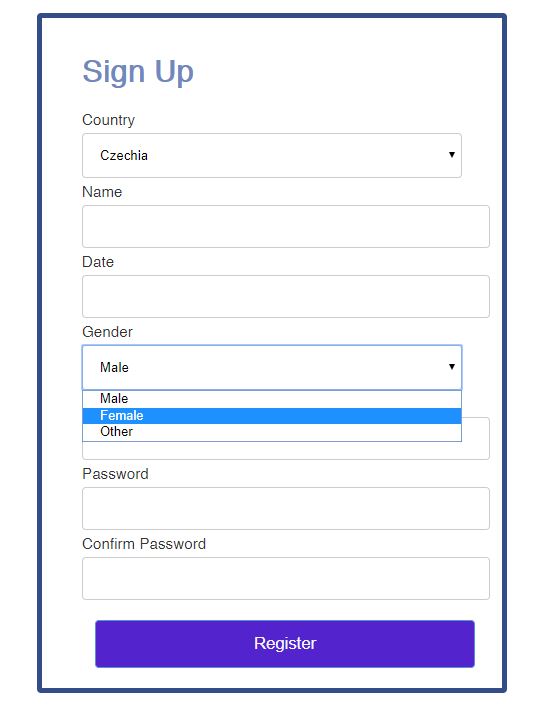 Sign Up
Country
Czechia
Name
Date
Gender
Male
Male
Female
Other
Password
Confirm Password
Register